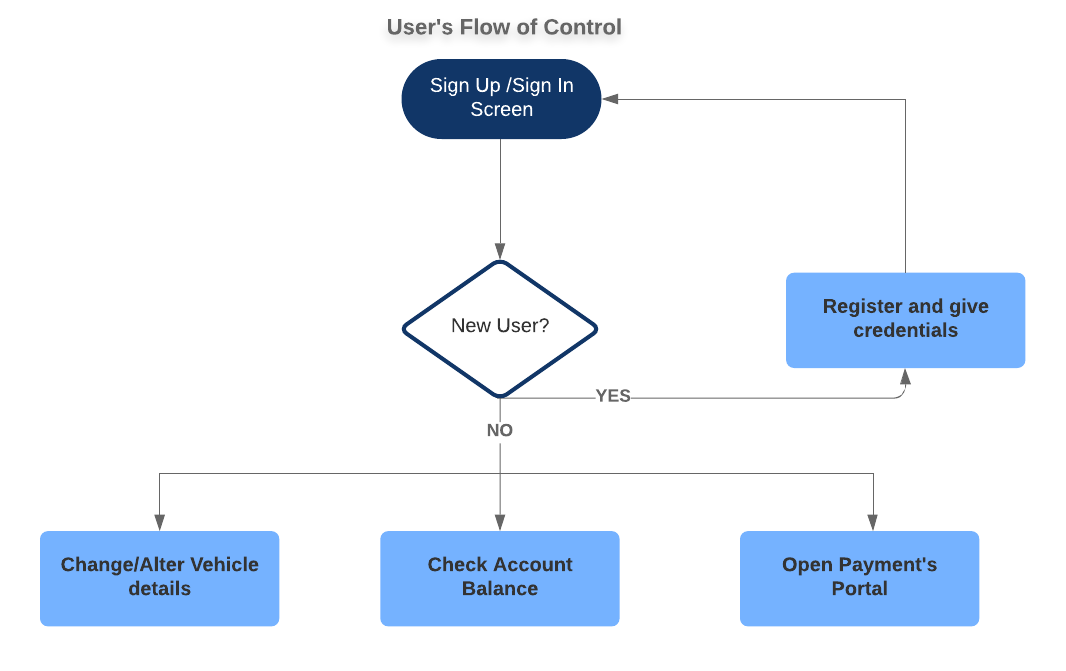 User's Flow of Control
Sign Up /Sign In
Screen
New User?
Register and give
credentials
YES
NO
Change/Alter Vehicle
details
Check Account
Balance
Open Payment's
Portal